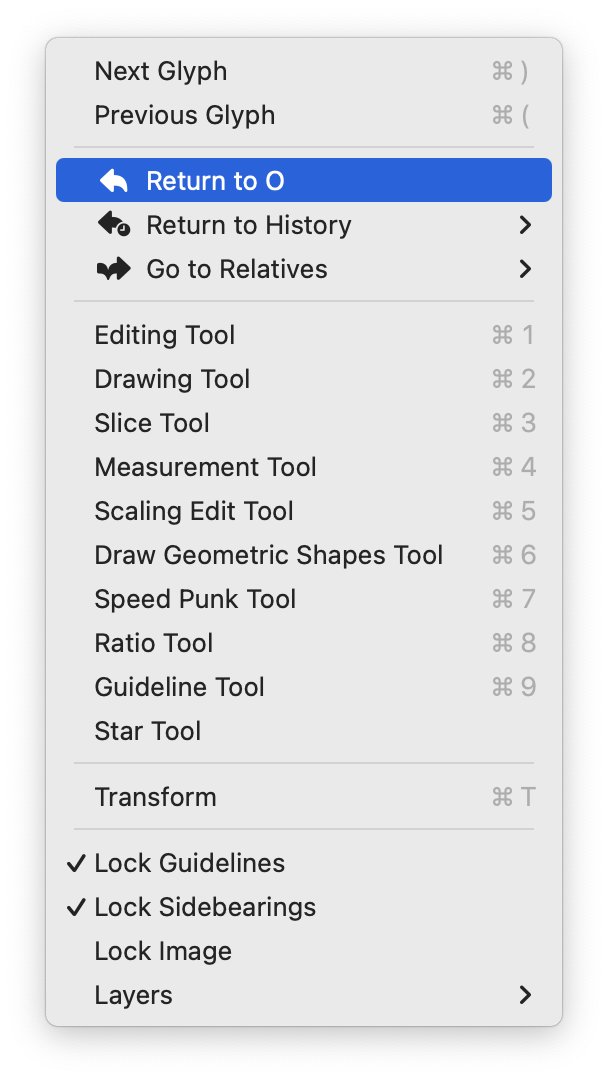 Next Glyph ⌘ )
Previous Glyph ⌘ (
Return to O
Return to History
Go to Relatives
Editing Tool ⌘ 1
Drawing Tool ⌘ 2
Slice Tool ⌘ 3
Measurement Tool ⌘ 4
Scaling Edit Tool ⌘ 5
Draw Geometric Shapes Tool ⌘ 6
Speed Punk Tool ⌘ 7
Ratio Tool ⌘ 8
Guideline Tool ⌘ 9
Star Tool
Transform ⌘ T
✓ Lock Guidelines
✓ Lock Sidebearings
Lock Image
Layers